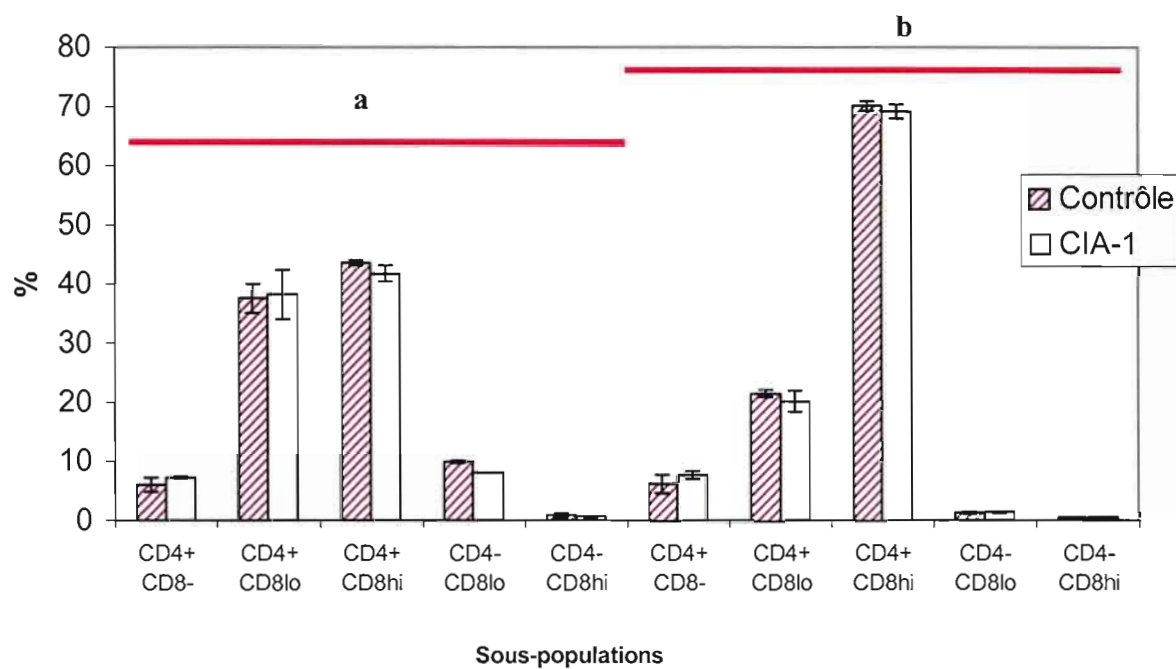 b
80
a
70
60
50
40
30
20
10
0
%
Contrôle
CIA-1
CD4+ CD4+ CD4+ CD4- CD4- CD4+ CD4+ CD4+ CD4- CD4-
CD8- CD8lo CD8hi CD8lo CD8hi CD8- CD8lo CD8hi CD8lo CD8hi
Sous-populations